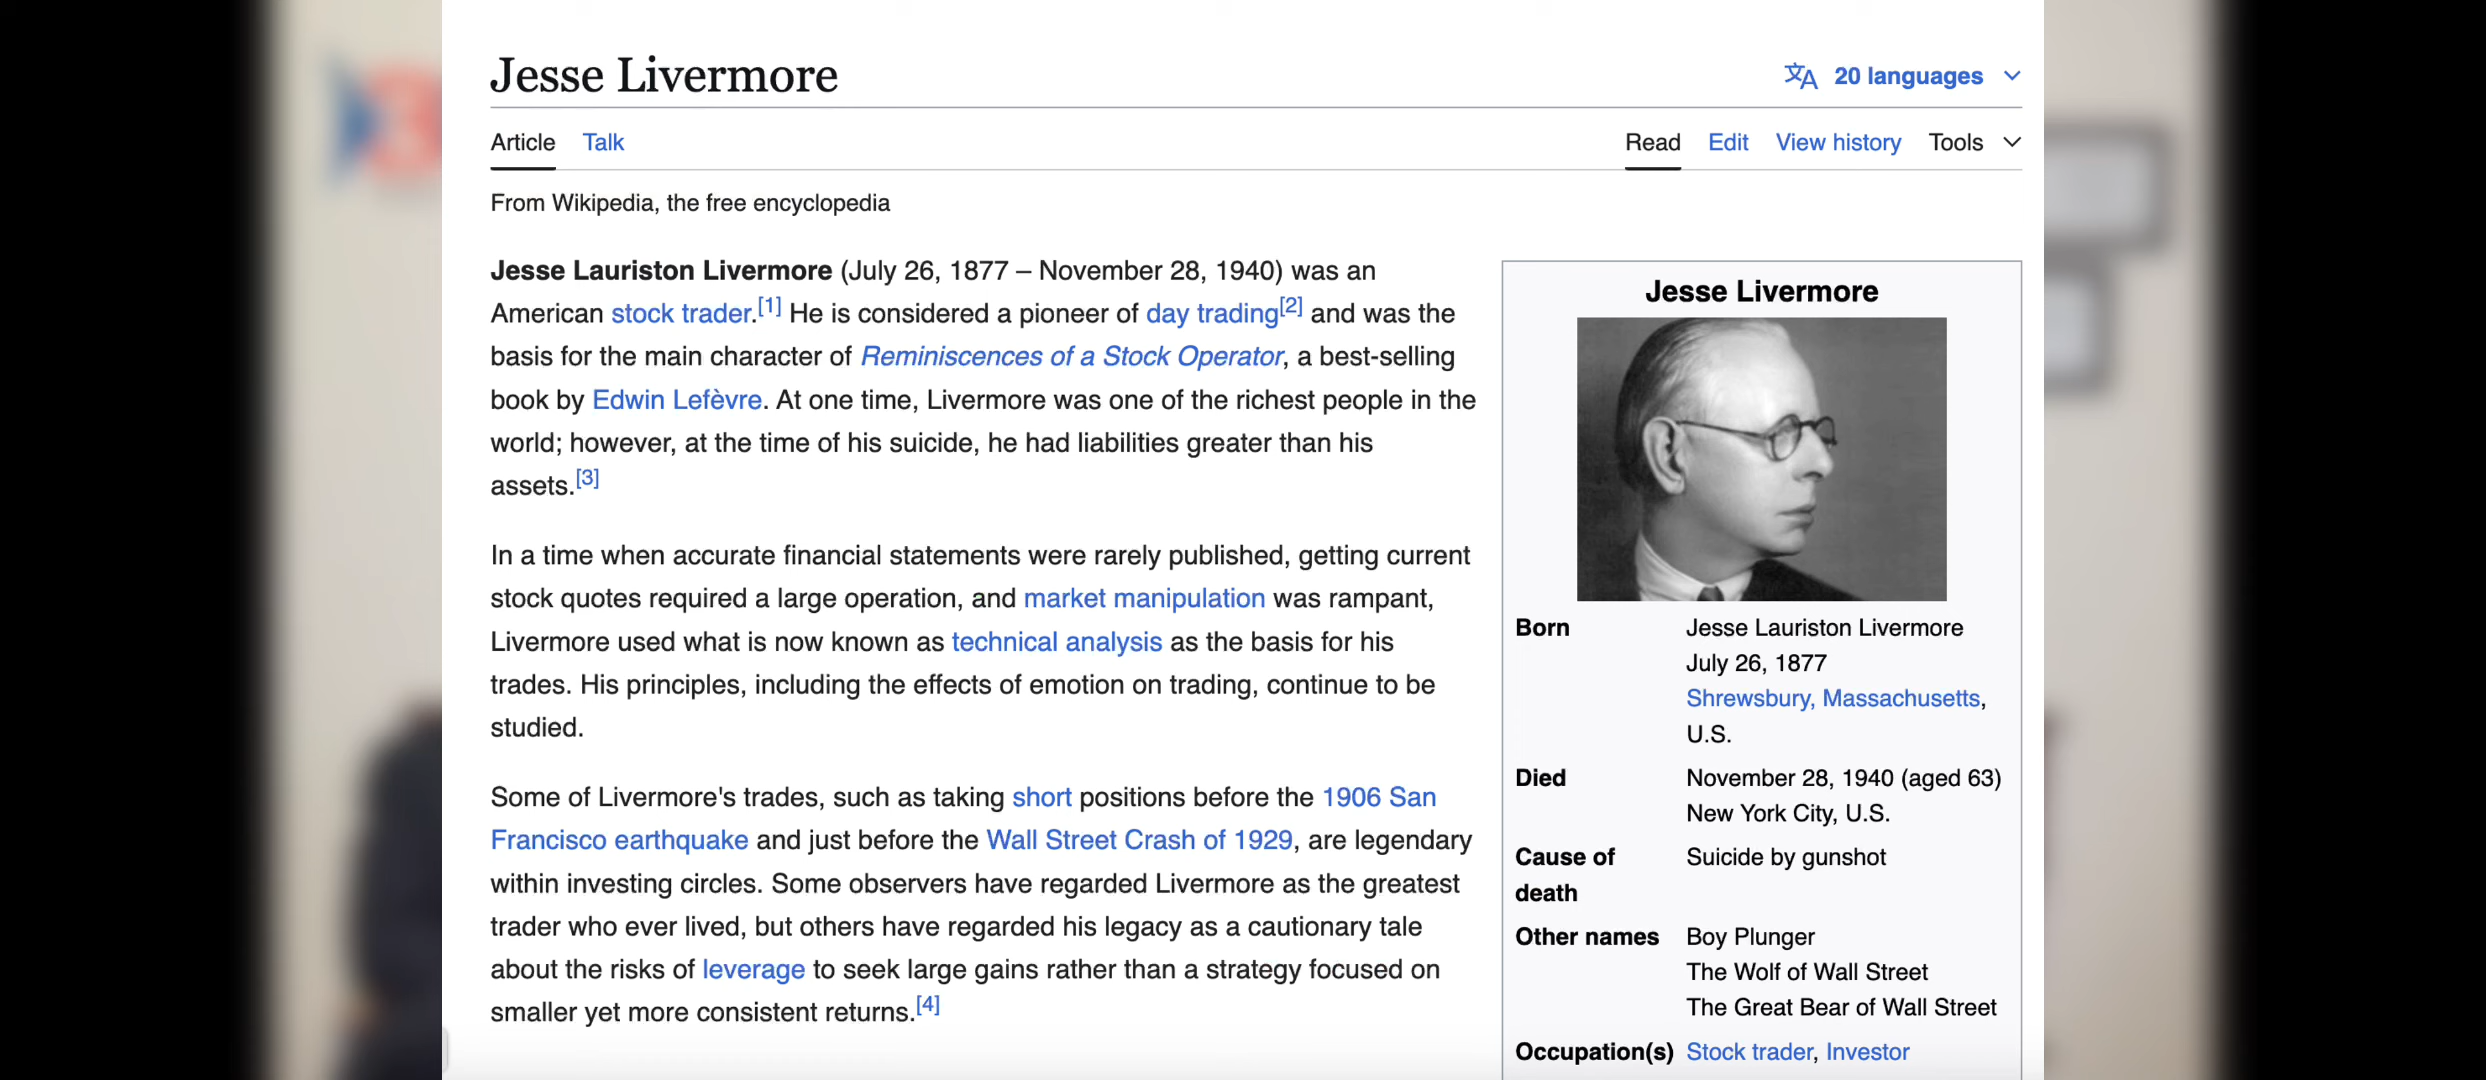 Jesse Livermore
20 languages
Article Talk
Read Edit View history Tools
From Wikipedia, the free encyclopedia
Jesse Lauriston Livermore (July 26, 1877 – November 28, 1940) was an
American stock trader.[1] He is considered a pioneer of day trading[2] and was the
basis for the main character of Reminiscences of a Stock Operator, a best-selling
book by Edwin Lefèvre. At one time, Livermore was one of the richest people in the
world; however, at the time of his suicide, he had liabilities greater than his
assets.[3]
In a time when accurate financial statements were rarely published, getting current
stock quotes required a large operation, and market manipulation was rampant,
Livermore used what is now known as technical analysis as the basis for his
trades. His principles, including the effects of emotion on trading, continue to be
studied.
Some of Livermore's trades, such as taking short positions before the 1906 San
Francisco earthquake and just before the Wall Street Crash of 1929, are legendary
within investing circles. Some observers have regarded Livermore as the greatest
trader who ever lived, but others have regarded his legacy as a cautionary tale
about the risks of leverage to seek large gains rather than a strategy focused on
smaller yet more consistent returns.[4]
Jesse Livermore
Born Jesse Lauriston Livermore
July 26, 1877
Shrewsbury, Massachusetts,
U.S.
Died November 28, 1940 (aged 63)
New York City, U.S.
Cause of Suicide by gunshot
death
Other names Boy Plunger
The Wolf of Wall Street
The Great Bear of Wall Street
Occupation(s) Stock trader, Investor